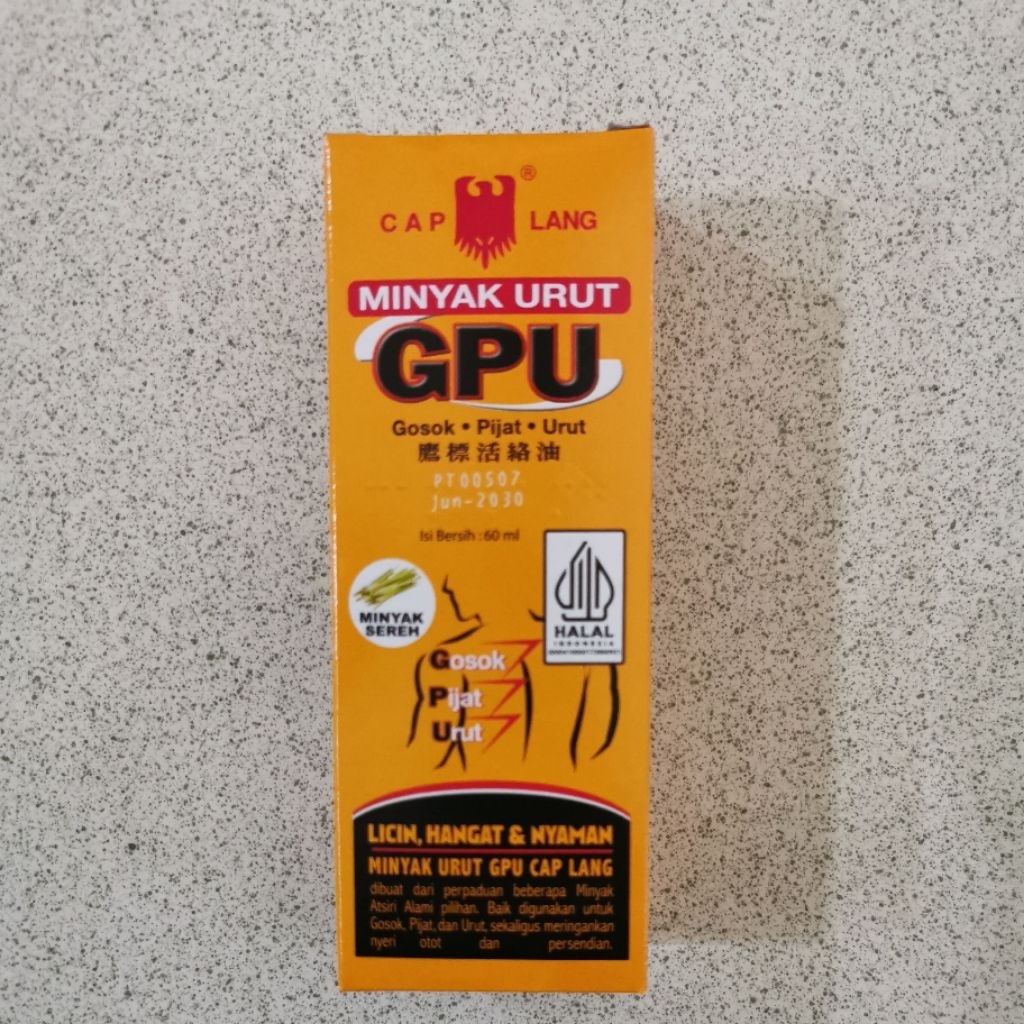 CAP LANG ®
MINYAK URUT
GPU
Gosok • Pijat • Urut
鷹標活絡油
PT00507
Jun-2030
Isi Bersih : 60 ml
MINYAK
SEREH
HALAL
INDONESIA
Gosok
Pijat
Urut
LICIN, HANGAT & NYAMAN
MINYAK URUT GPU CAP LANG
dibuat dari perpaduan beberapa Minyak
Atsiri Alami pilihan. Baik digunakan untuk
Gosok, Pijat, dan Urut, sekaligus meringankan
nyeri otot dan persendian.